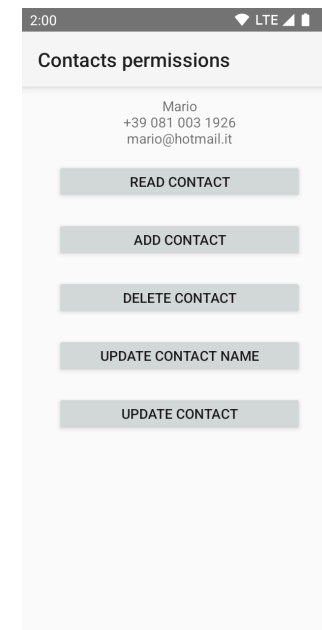 2:00 LTE
Contacts permissions
Mario
+39 081 003 1926
mario@hotmail.it
READ CONTACT
ADD CONTACT
DELETE CONTACT
UPDATE CONTACT NAME
UPDATE CONTACT